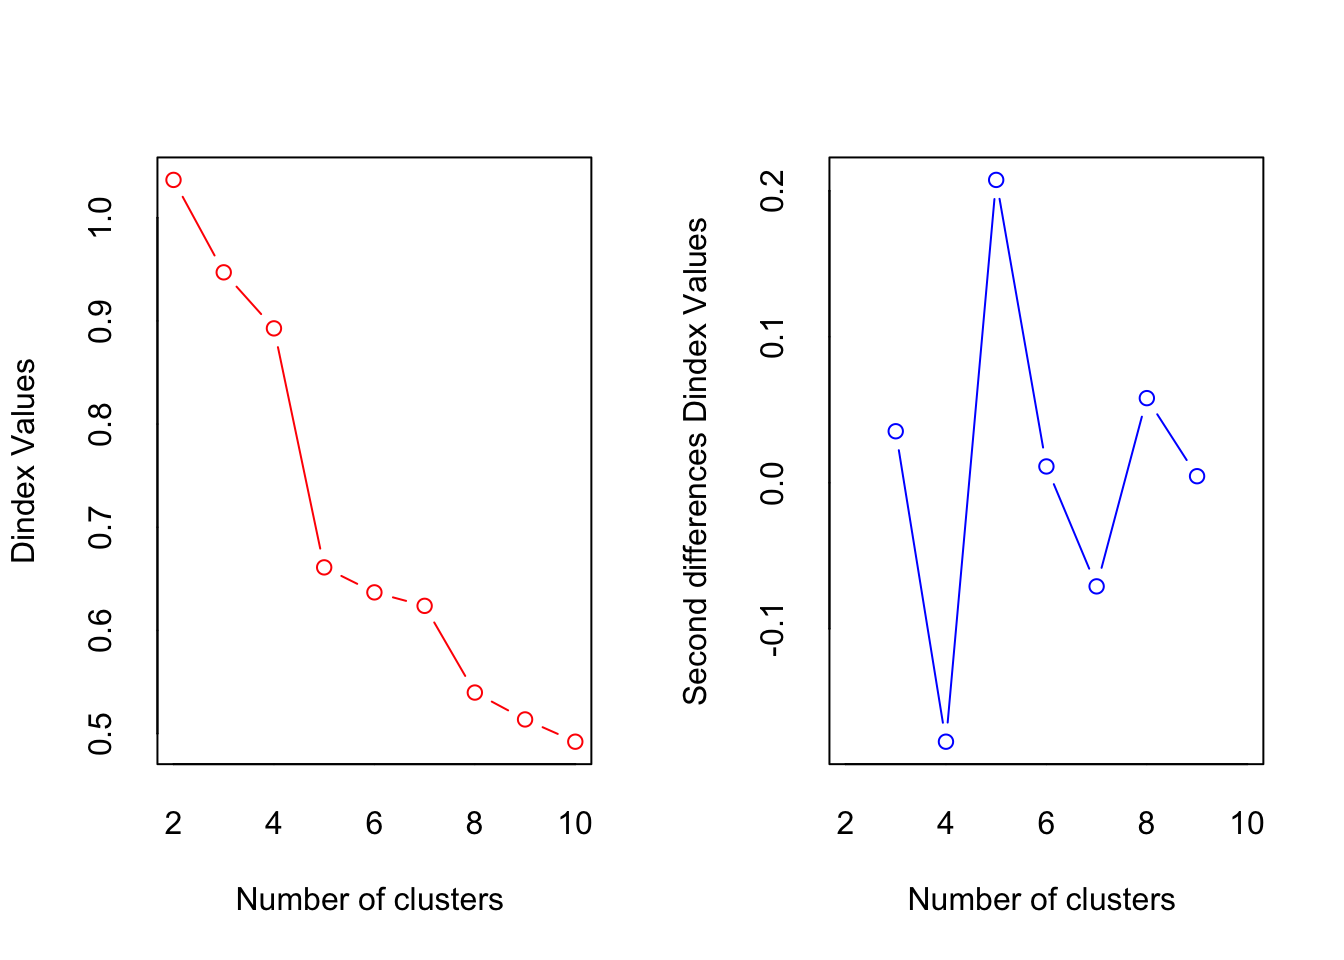 Dindex Values
1.0
0.9
0.8
0.7
0.6
0.5
2 4 6 8 10
Number of clusters
Second differences Dindex Values
0.2
0.1
0.0
-0.1
2 4 6 8 10
Number of clusters